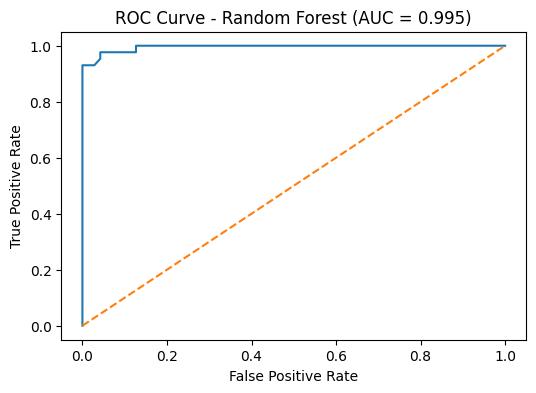 ROC Curve - Random Forest (AUC = 0.995)
True Positive Rate
1.0
0.8
0.6
0.4
0.2
0.0
0.0 0.2 0.4 0.6 0.8 1.0
False Positive Rate